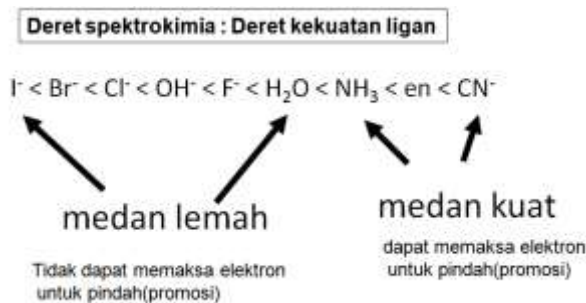 Deret spektrokimia : Deret kekuatan ligan
I⁻ < Br⁻ < Cl⁻ < OH⁻ < F⁻ < H₂O < NH₃ < en < CN⁻
medan lemah
Tidak dapat memaksa elektron
untuk pindah(promosi)
medan kuat
dapat memaksa elektron
untuk pindah(promosi)